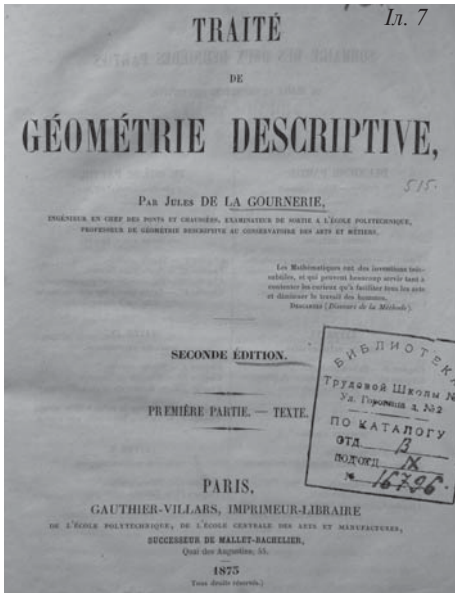 Іл. 7
TRAITÉ
DE
GÉOMÉTRIE DESCRIPTIVE,
515.
PAR JULES DE LA GOURNERIE,
INGÉNIEUR EN CHEF DES PONTS ET CHAUSSÉES, EXAMINATEUR DE SORTIE A L'ÉCOLE POLYTECHNIQUE,
PROFESSEUR DE GÉOMÉTRIE DESCRIPTIVE AU CONSERVATOIRE DES ARTS ET MÉTIERS.
Les Mathématiques ont des inventions très-
subtiles, et qui peuvent beaucoup servir tant à
contenter les curieux qu'à faciliter tous les arts
et diminuer le travail des hommes.
DESCARTES (Discours de la Méthode).
SECONDE ÉDITION.
PREMIÈRE PARTIE. — TEXTE.
БИБЛИОТЕКА
Трудовой Школы №
Ул. д. №2
ПО КАТАЛОГУ
ОТД. В
ПОД'ОТД. IX
№ 16796
PARIS,
GAUTHIER-VILLARS, IMPRIMEUR-LIBRAIRE
DE L'ÉCOLE POLYTECHNIQUE, DE L'ÉCOLE CENTRALE DES ARTS ET MANUFACTURES,
SUCCESSEUR DE MALLET-BACHELIER,
Quai des Augustins, 55.
1873
Tous droits réservés.)